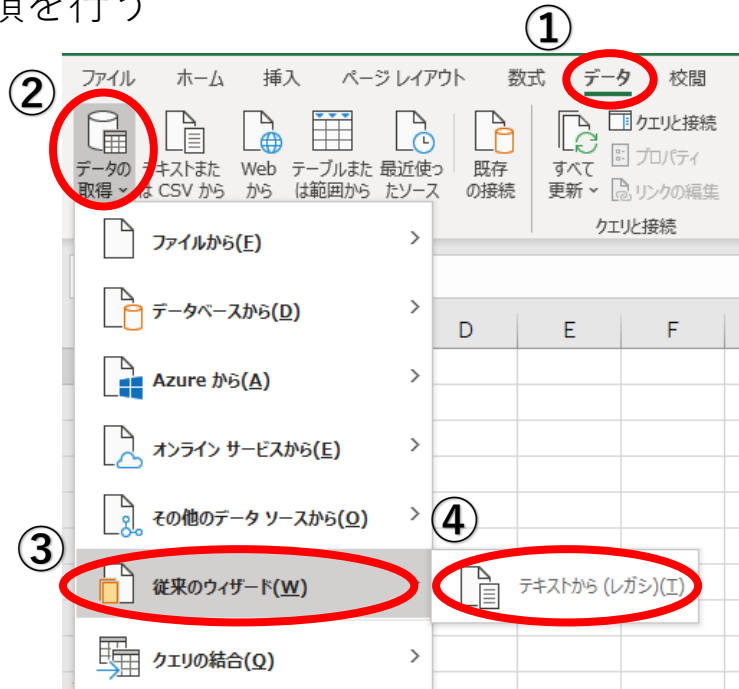 頃を行う
①
②
ファイル ホーム 挿入 ページ レイアウト 数式 データ 校閲
データの取得
テキストまたは CSV から
Web から
テーブルまたは範囲から
最近使ったソース
既存の接続
すべて更新
クエリと接続
プロパティ
リンクの編集
クエリと接続
ファイルから(F)
データベースから(D)
D E F
Azure から(A)
オンライン サービスから(E)
その他のデータ ソースから(O)
③
④
従来のウィザード(W)
テキストから (レガシ)(T)
クエリの結合(Q)